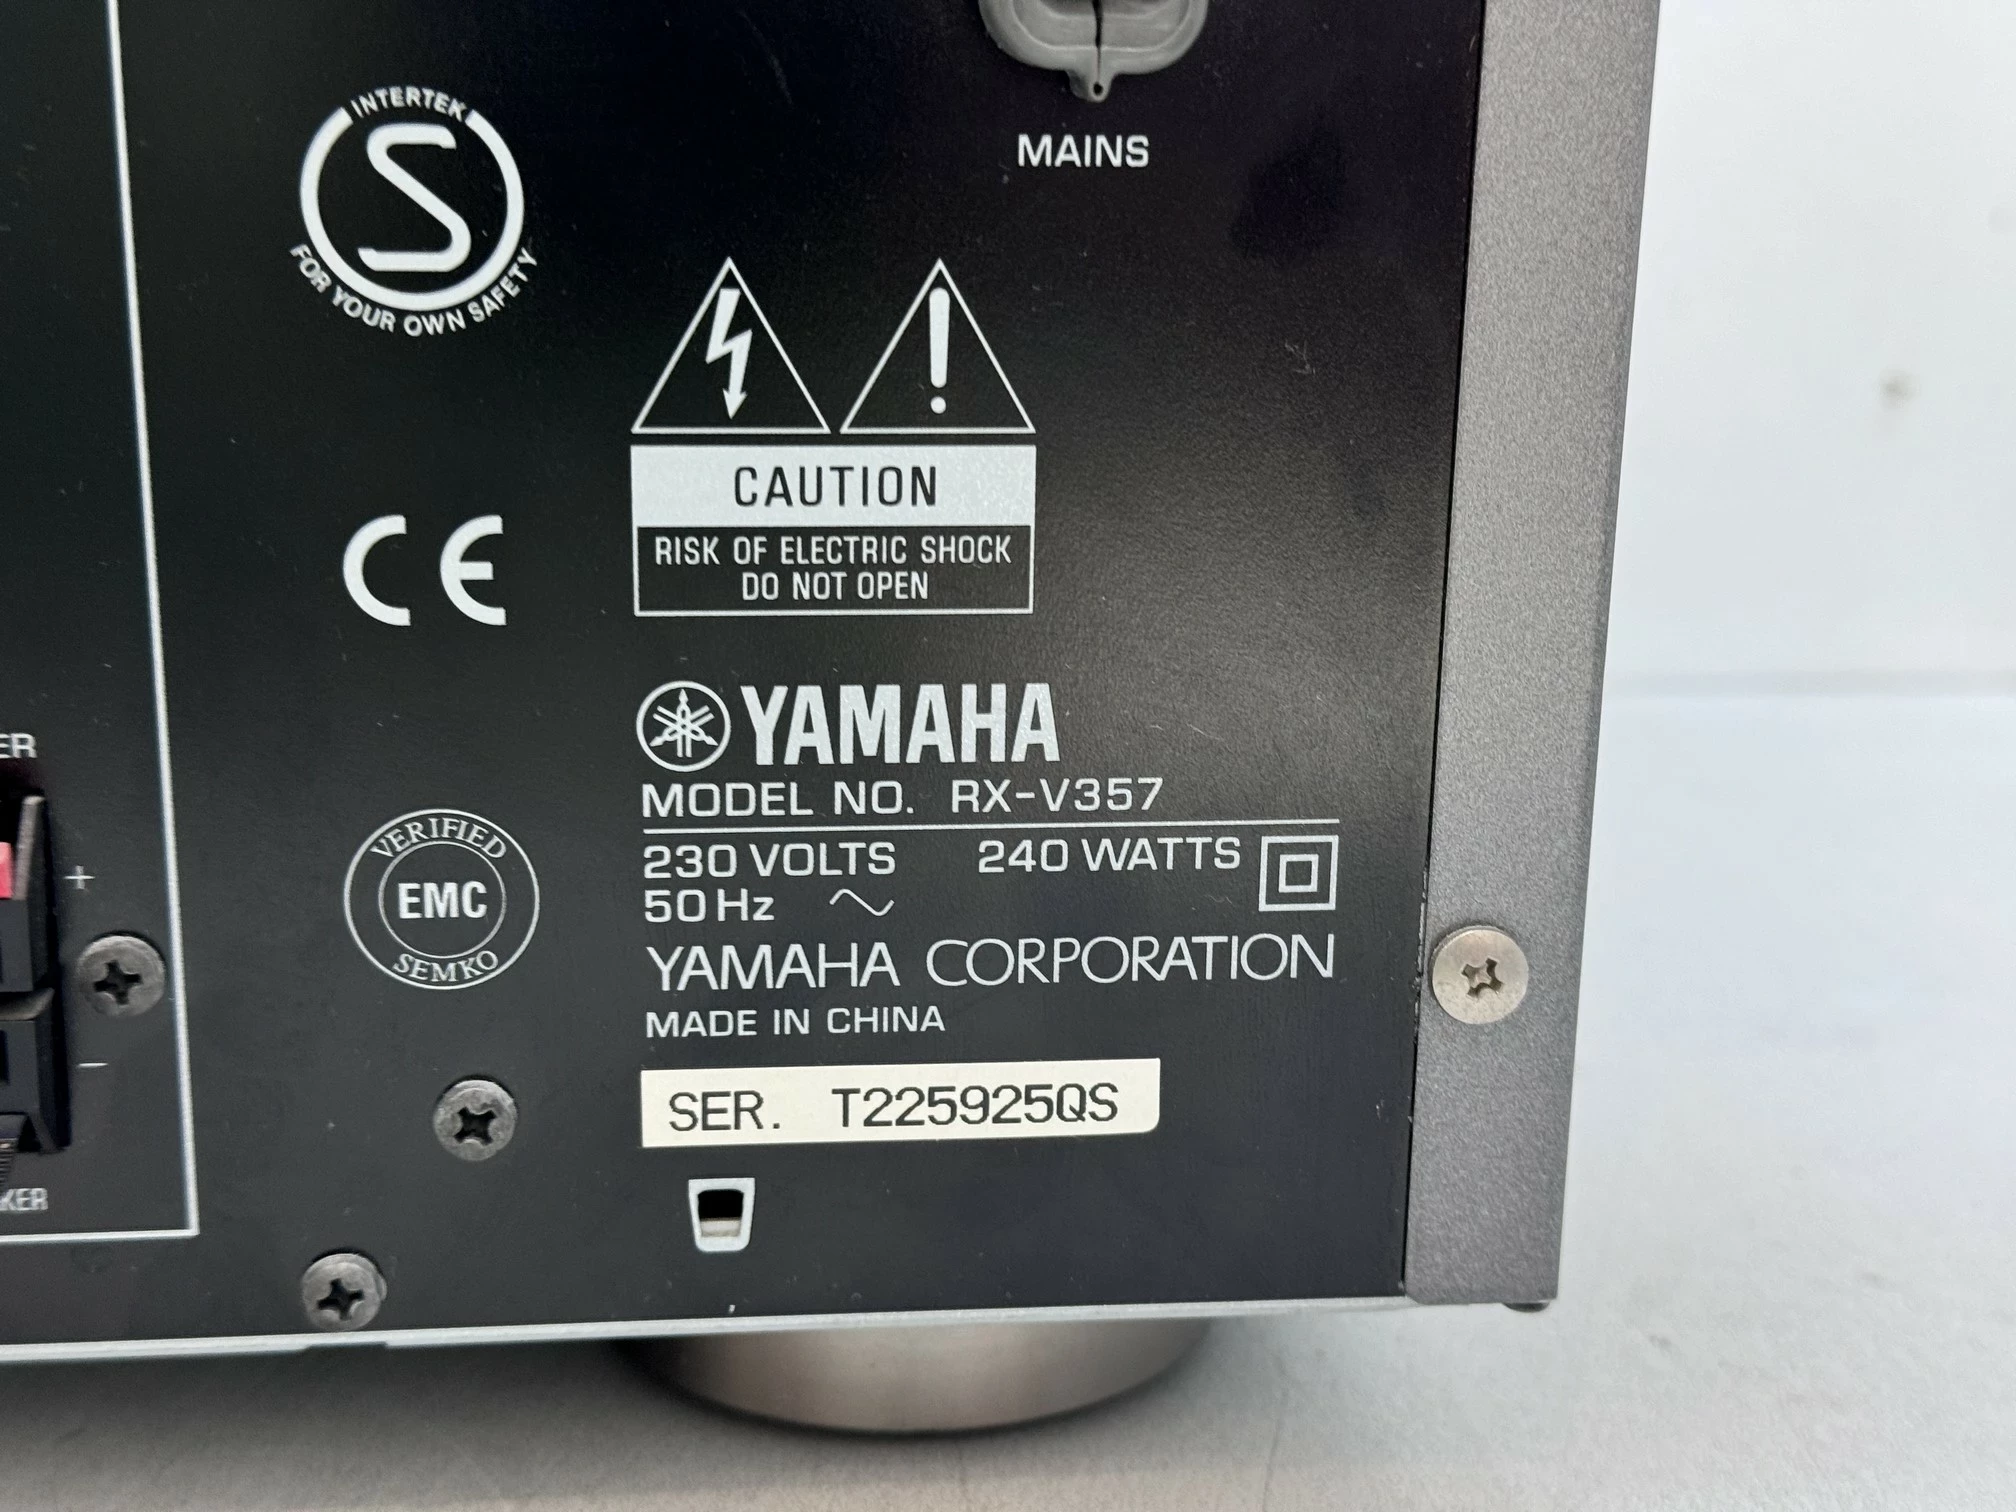 MAINS
INTERTEK
S
FOR YOUR OWN SAFETY
CAUTION
RISK OF ELECTRIC SHOCK
DO NOT OPEN
CE
YAMAHA
MODEL NO. RX-V357
230 VOLTS 240 WATTS
50 Hz ~
YAMAHA CORPORATION
MADE IN CHINA
SER. T225925QS
VERIFIED
EMC
SEMKO
+
−